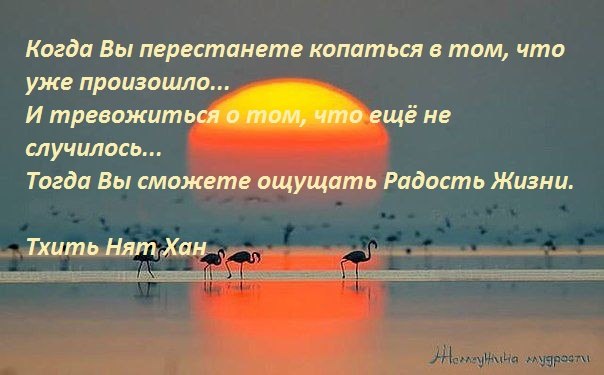 Когда Вы перестанете копаться в том, что
уже произошло...
И тревожиться о том, что ещё не
случилось...
Тогда Вы сможете ощущать Радость Жизни.
Тхить Нят Хан
Жемчужина мудрости